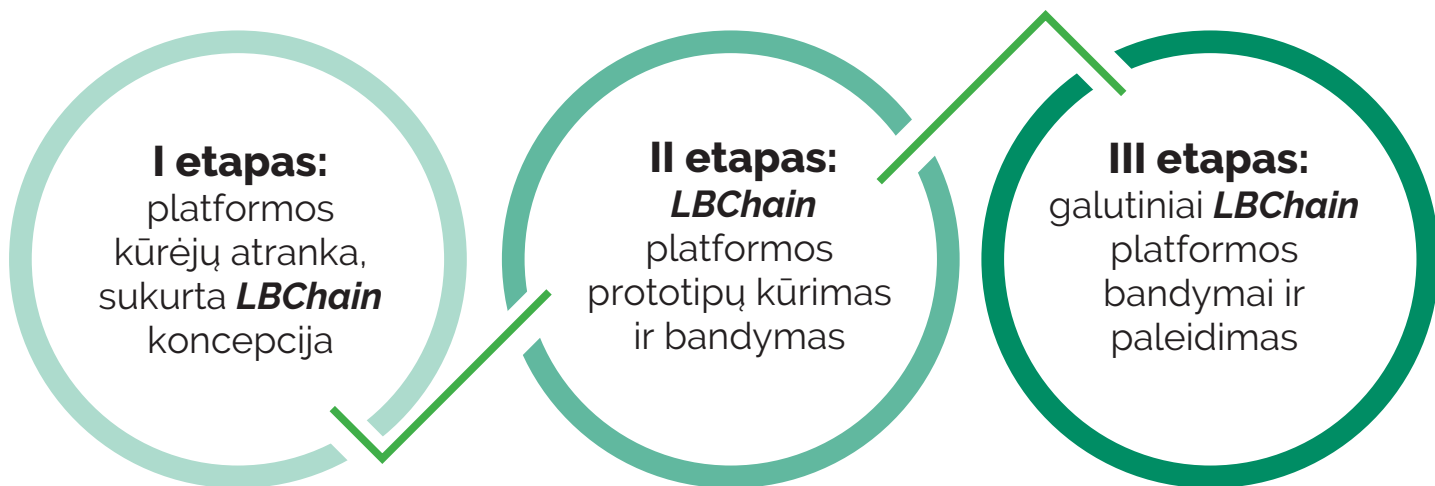 I etapas:
platformos
kūrėjų atranka,
sukurta LBChain
koncepcija
II etapas:
LBChain
platformos
prototipų kūrimas
ir bandymas
III etapas:
galutiniai LBChain
platformos
bandymai ir
paleidimas